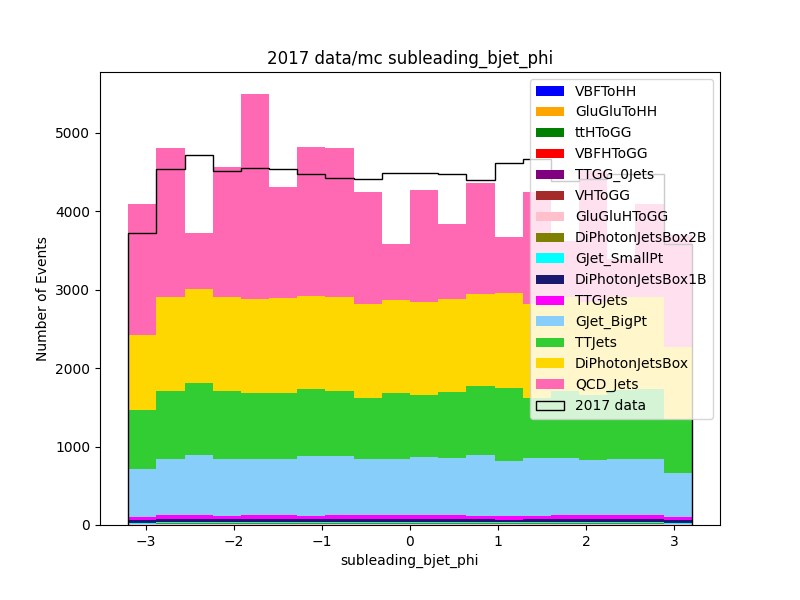 2017 data/mc subleading_bjet_phi
Number of Events
5000
4000
3000
2000
1000
0
−3
−2
−1
0
1
2
3
subleading_bjet_phi
VBFToHH
GluGluToHH
ttHToGG
VBFHToGG
TTGG_0Jets
VHToGG
GluGluHToGG
DiPhotonJetsBox2B
GJet_SmallPt
DiPhotonJetsBox1B
TTGJets
GJet_BigPt
TTJets
DiPhotonJetsBox
QCD_Jets
2017 data